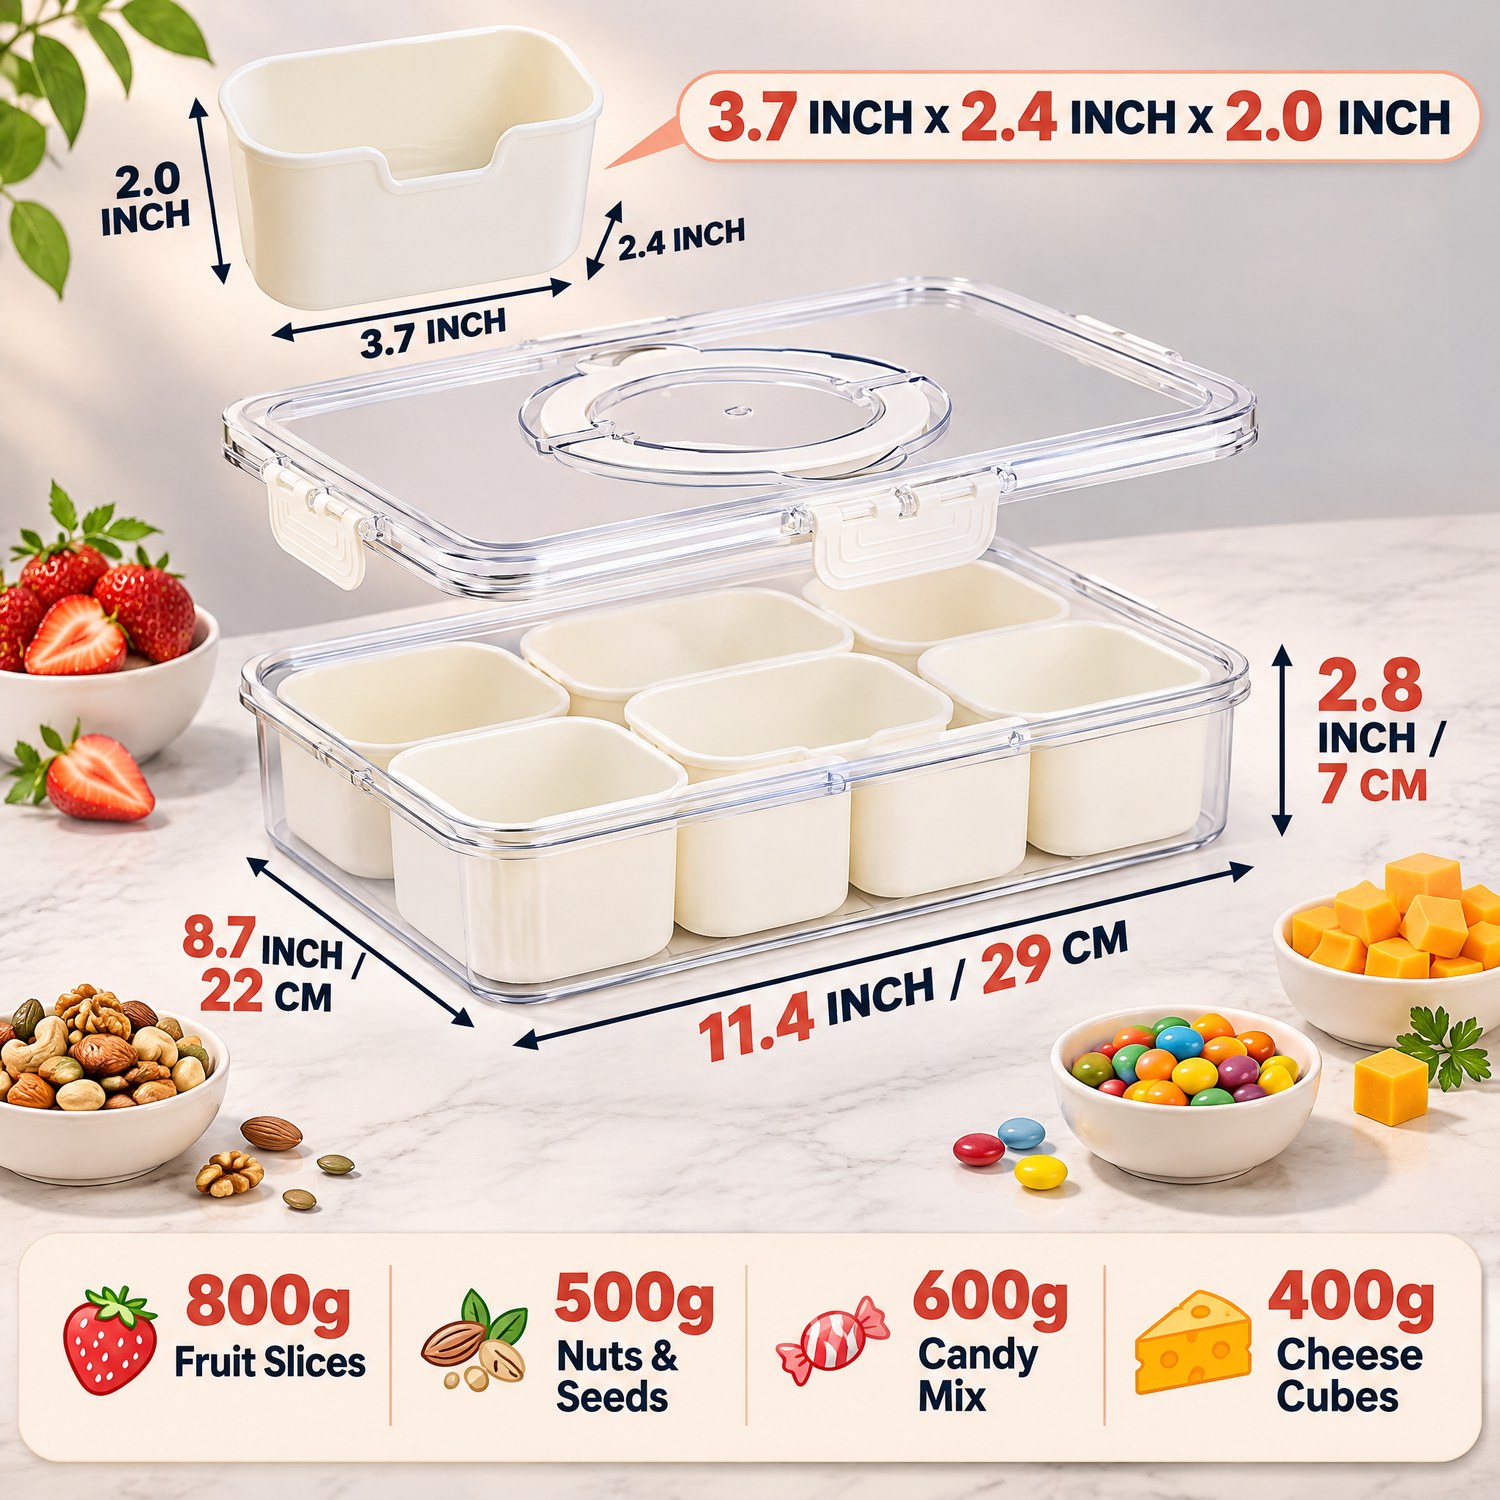 3.7 INCH x 2.4 INCH x 2.0 INCH
2.0
INCH
2.4 INCH
3.7 INCH
2.8
INCH /
7 CM
8.7 INCH /
22 CM
11.4 INCH / 29 CM
800g
Fruit Slices
500g
Nuts &
Seeds
600g
Candy
Mix
400g
Cheese
Cubes